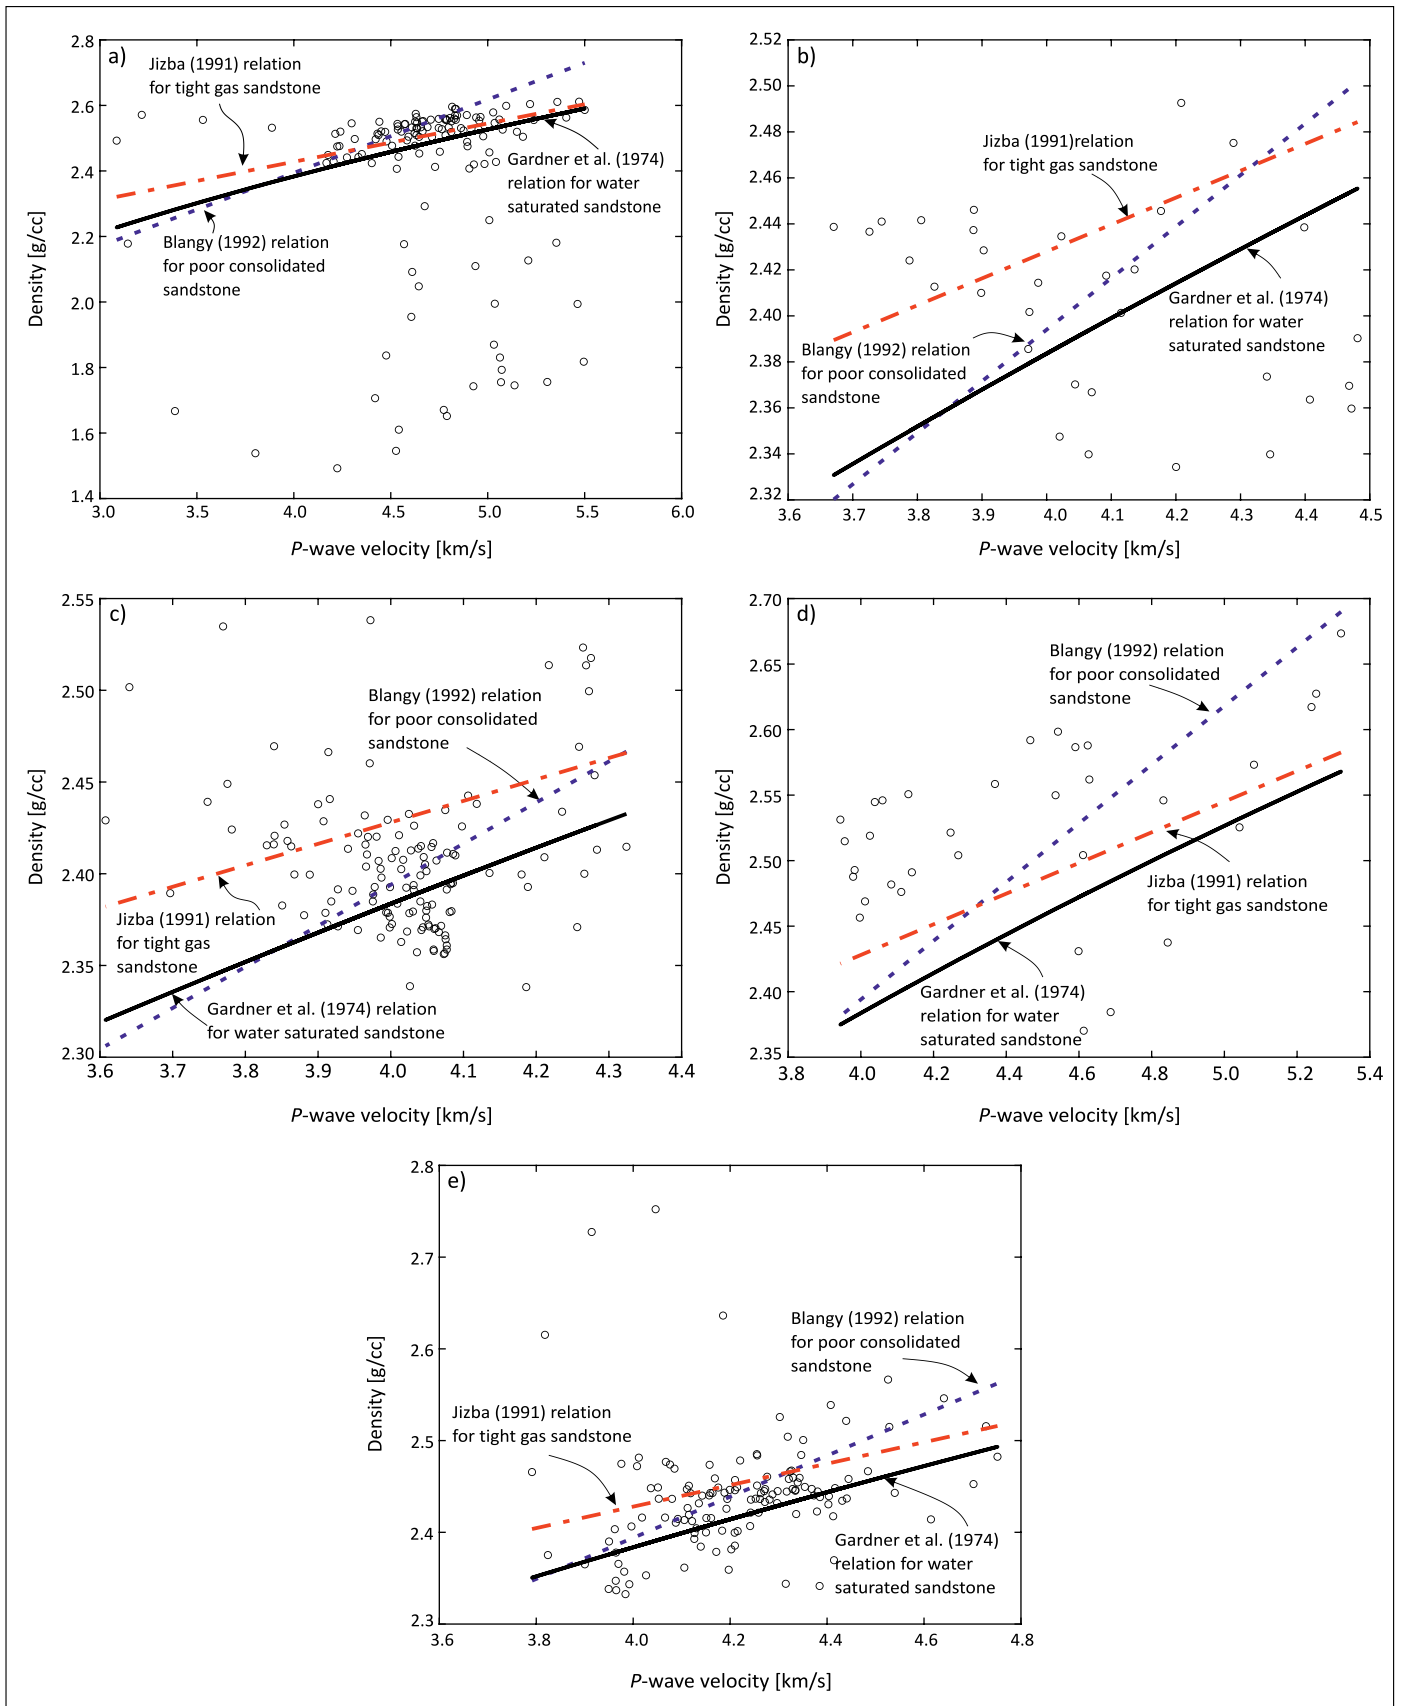 a)
Jizba (1991) relation
for tight gas sandstone
Gardner et al. (1974)
relation for water
saturated sandstone
Blangy (1992) relation
for poor consolidated
sandstone
Density [g/cc]
2.8
2.6
2.4
2.2
2.0
1.8
1.6
1.4
3.0 3.5 4.0 4.5 5.0 5.5 6.0
P-wave velocity [km/s]
b)
Jizba (1991)relation
for tight gas sandstone
Gardner et al. (1974)
relation for water
saturated sandstone
Blangy (1992) relation
for poor consolidated
sandstone
Density [g/cc]
2.52
2.50
2.48
2.46
2.44
2.42
2.40
2.38
2.36
2.34
2.32
3.6 3.7 3.8 3.9 4.0 4.1 4.2 4.3 4.4 4.5
P-wave velocity [km/s]
c)
Blangy (1992) relation
for poor consolidated
sandstone
Jizba (1991) relation
for tight gas
sandstone
Gardner et al. (1974) relation
for water saturated sandstone
Density [g/cc]
2.55
2.50
2.45
2.40
2.35
2.30
3.6 3.7 3.8 3.9 4.0 4.1 4.2 4.3 4.4
P-wave velocity [km/s]
d)
Blangy (1992) relation
for poor consolidated
sandstone
Jizba (1991) relation
for tight gas sandstone
Gardner et al. (1974)
relation for water
saturated sandstone
Density [g/cc]
2.70
2.65
2.60
2.55
2.50
2.45
2.40
2.35
3.8 4.0 4.2 4.4 4.6 4.8 5.0 5.2 5.4
P-wave velocity [km/s]
e)
Blangy (1992) relation
for poor consolidated
sandstone
Jizba (1991) relation
for tight gas sandstone
Gardner et al. (1974)
relation for water
saturated sandstone
Density [g/cc]
2.8
2.7
2.6
2.5
2.4
2.3
3.6 3.8 4.0 4.2 4.4 4.6 4.8
P-wave velocity [km/s]